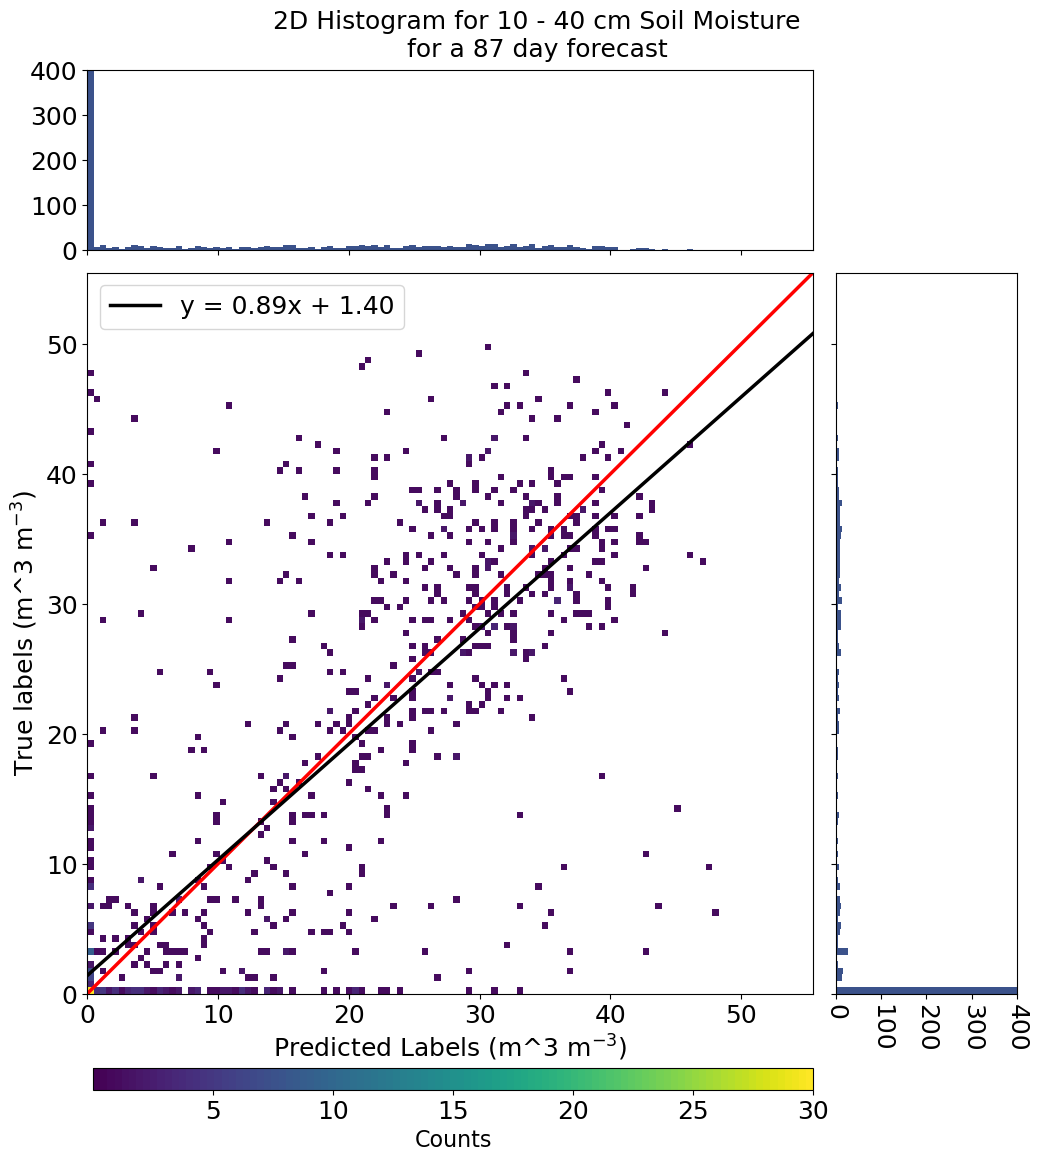 2D Histogram for 10 - 40 cm Soil Moisture
for a 87 day forecast
400
300
200
100
0
y = 0.89x + 1.40
50
40
30
20
10
0
True labels (m^3 m⁻³)
0 10 20 30 40 50
Predicted Labels (m^3 m⁻³)
0 100 200 300 400
5 10 15 20 25 30
Counts